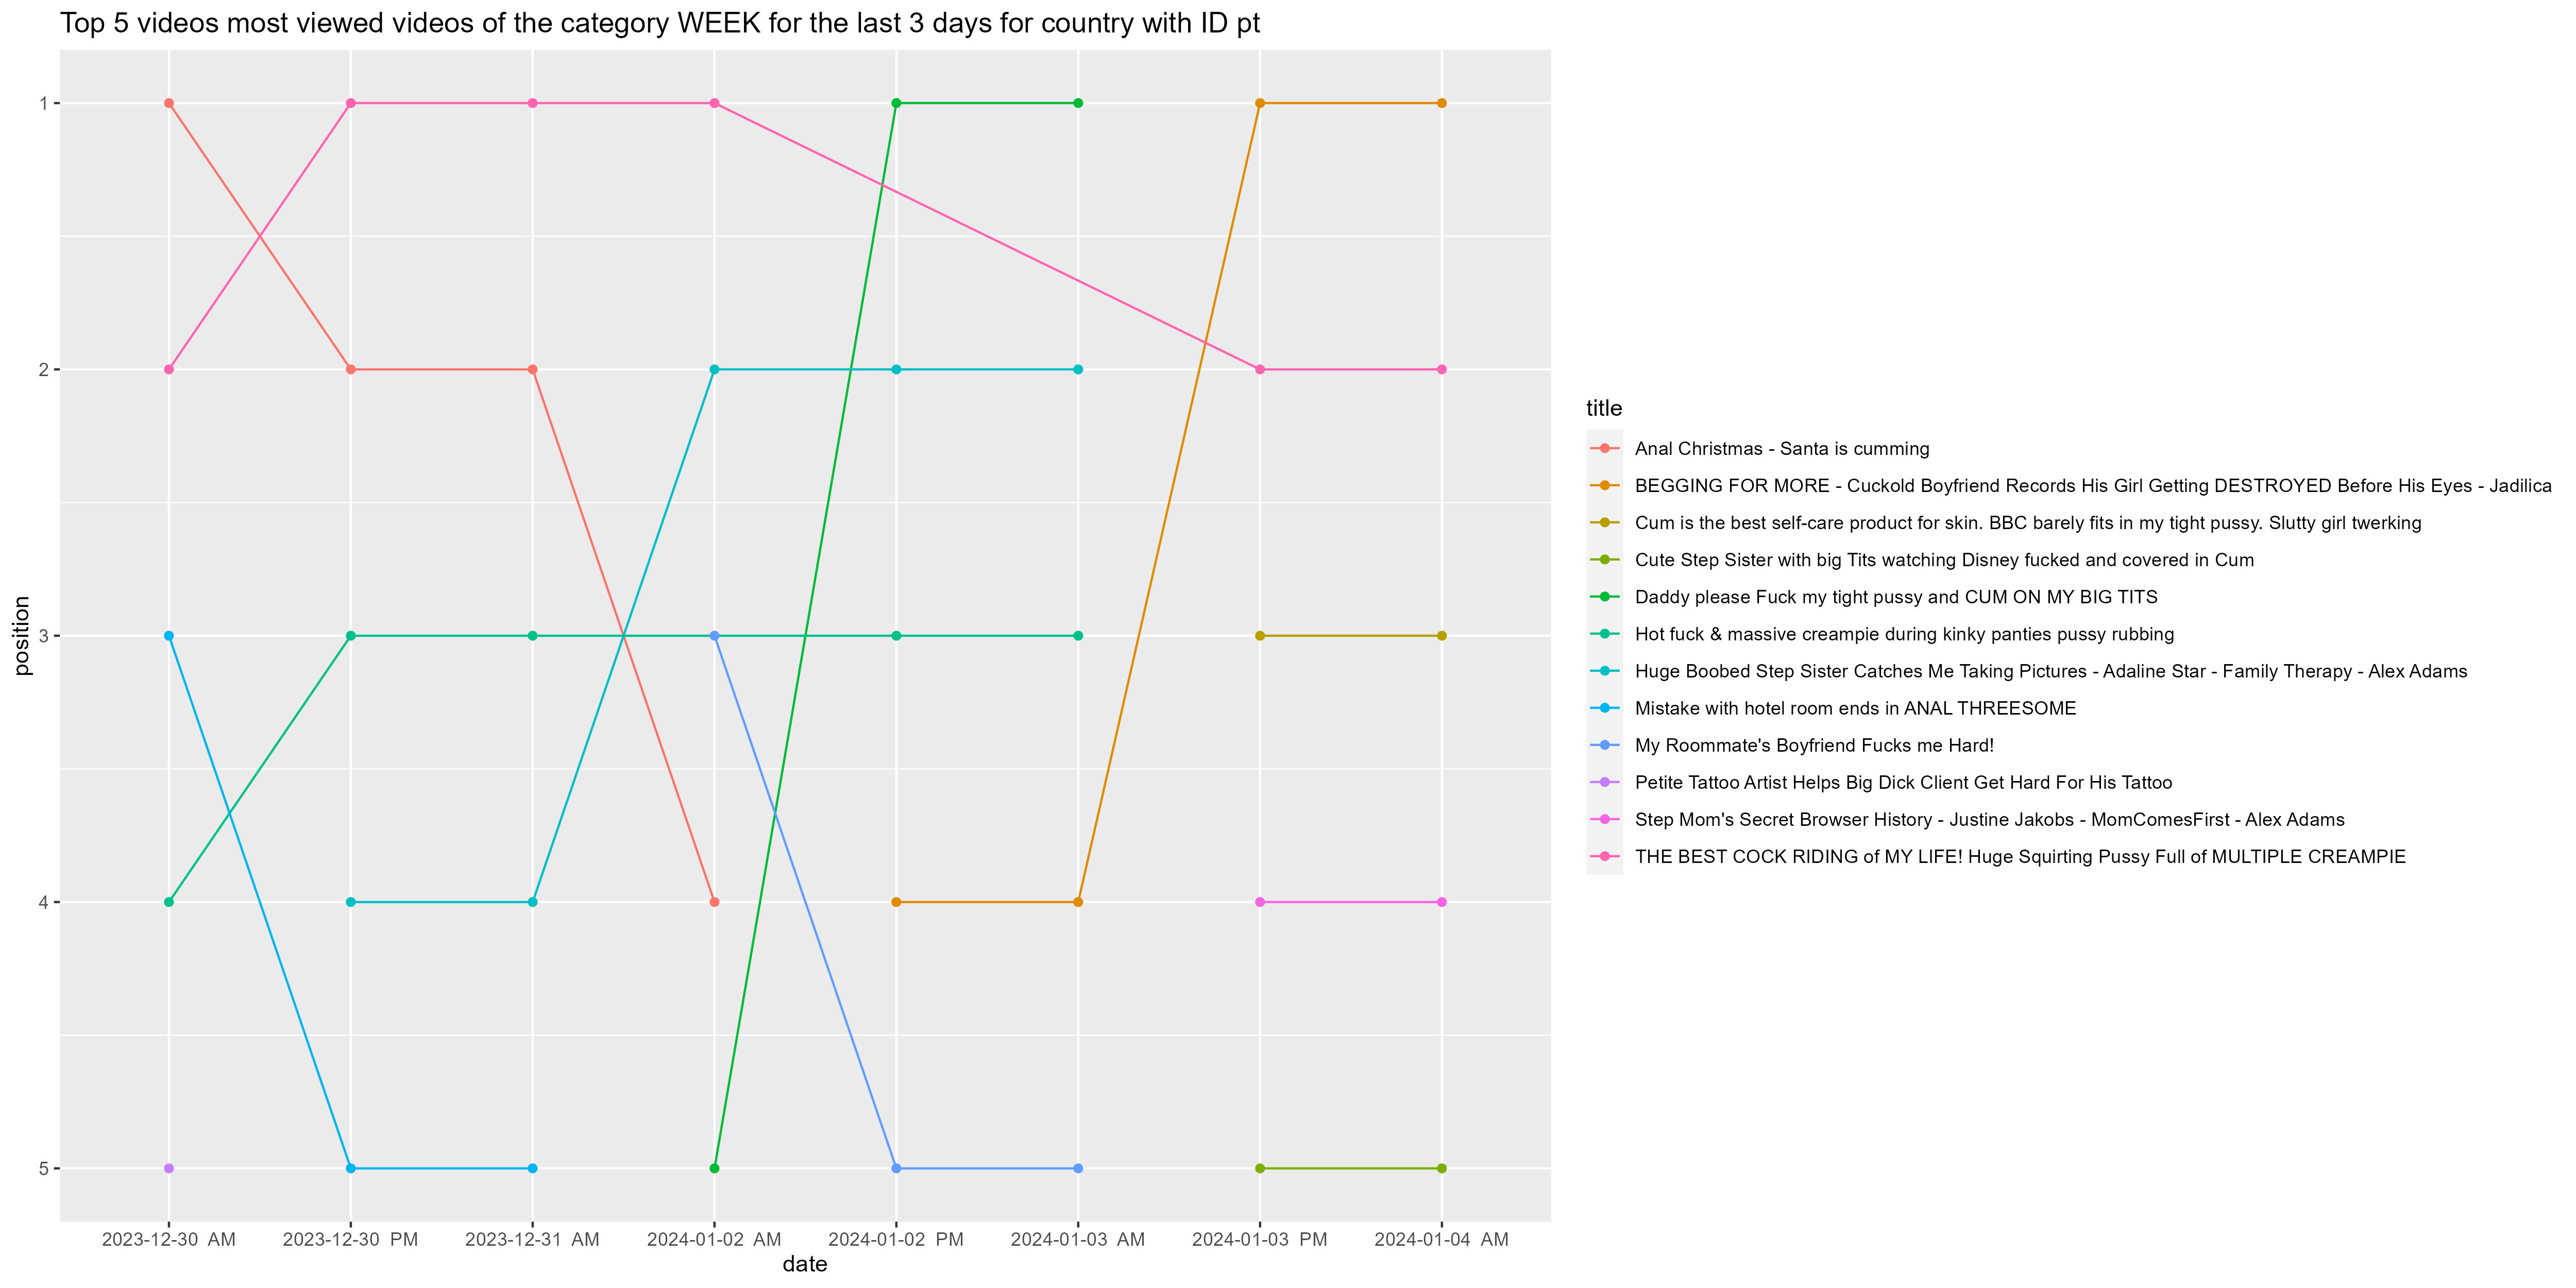 Top 5 videos most viewed videos of the category WEEK for the last 3 days for country with ID pt
position
1
2
3
4
5
2023-12-30 AM
2023-12-30 PM
2023-12-31 AM
2024-01-02 AM
2024-01-02 PM
2024-01-03 AM
2024-01-03 PM
2024-01-04 AM
date
title
Anal Christmas - Santa is cumming
BEGGING FOR MORE - Cuckold Boyfriend Records His Girl Getting DESTROYED Before His Eyes - Jadilica
Cum is the best self-care product for skin. BBC barely fits in my tight pussy. Slutty girl twerking
Cute Step Sister with big Tits watching Disney fucked and covered in Cum
Daddy please Fuck my tight pussy and CUM ON MY BIG TITS
Hot fuck & massive creampie during kinky panties pussy rubbing
Huge Boobed Step Sister Catches Me Taking Pictures - Adaline Star - Family Therapy - Alex Adams
Mistake with hotel room ends in ANAL THREESOME
My Roommate's Boyfriend Fucks me Hard!
Petite Tattoo Artist Helps Big Dick Client Get Hard For His Tattoo
Step Mom's Secret Browser History - Justine Jakobs - MomComesFirst - Alex Adams
THE BEST COCK RIDING of MY LIFE! Huge Squirting Pussy Full of MULTIPLE CREAMPIE